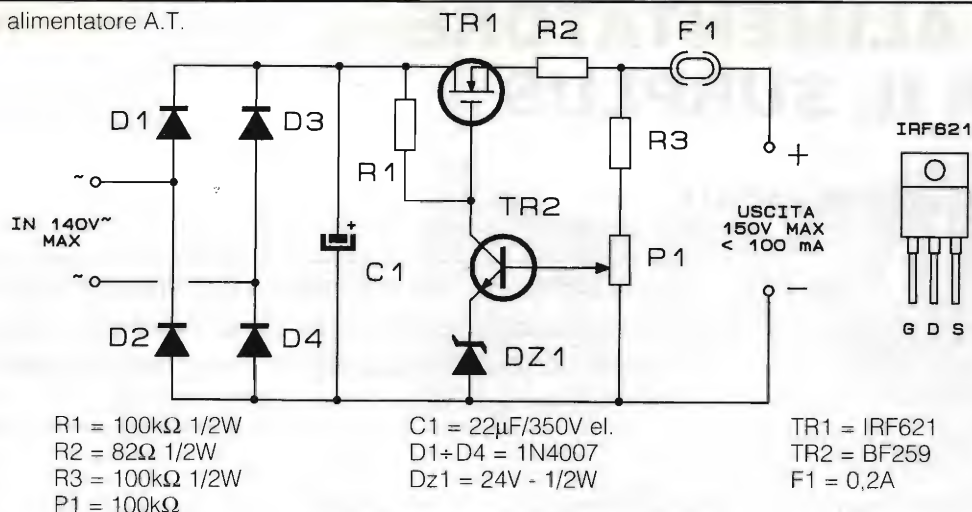 alimentatore A.T.
TR1
R2
F1
D1
D3
R1
R3
IRF621
~
IN 140V~
MAX
~
+
C1
TR2
P1
+
USCITA
150V MAX
< 100 mA
−
D2
D4
DZ1
G D S
R1 = 100kΩ 1/2W
R2 = 82Ω 1/2W
R3 = 100kΩ 1/2W
P1 = 100kΩ
C1 = 22µF/350V el.
D1÷D4 = 1N4007
Dz1 = 24V - 1/2W
TR1 = IRF621
TR2 = BF259
F1 = 0,2A